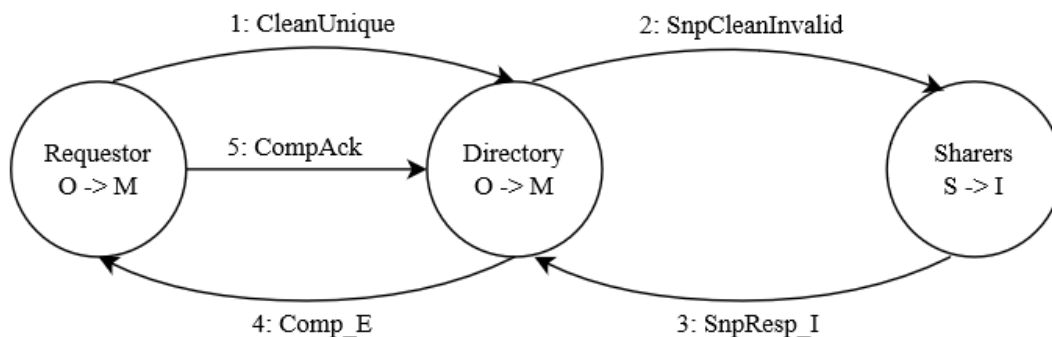 1: CleanUnique
2: SnpCleanInvalid
Requestor
O -> M
5: CompAck
Directory
O -> M
Sharers
S -> I
4: Comp_E
3: SnpResp_I